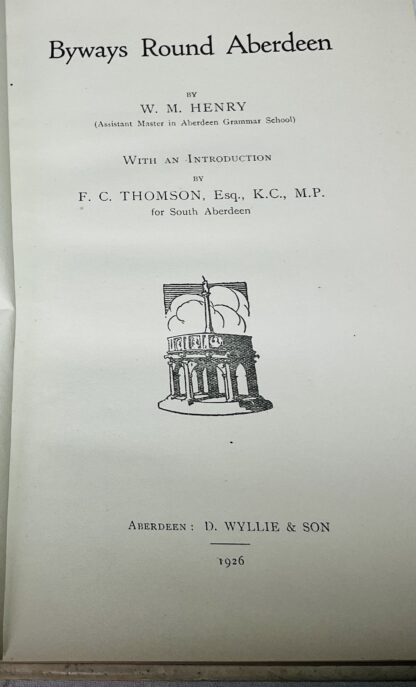 Byways Round Aberdeen
BY
W. M. HENRY
(Assistant Master in Aberdeen Grammar School)
WITH AN INTRODUCTION
BY
F. C. THOMSON, Esq., K.C., M.P.
for South Aberdeen
ABERDEEN: D. WYLLIE & SON
1926